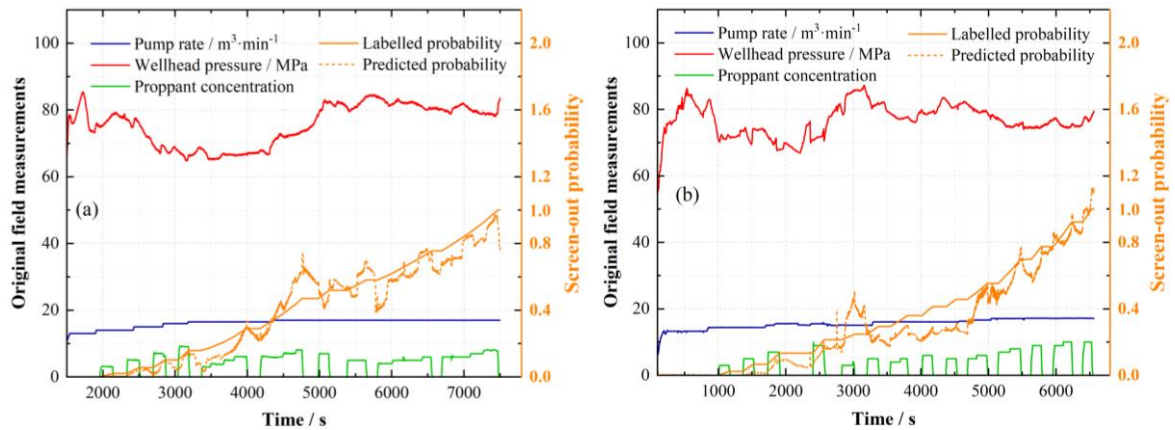 100
80
60
40
20
0
Original field measurements
Pump rate / m³·min⁻¹
Wellhead pressure / MPa
Proppant concentration
Labelled probability
Predicted probability
(a)
2.0
1.6
1.2
0.8
0.4
0.0
Screen-out probability
2000 3000 4000 5000 6000 7000
Time / s
100
80
60
40
20
0
Original field measurements
Pump rate / m³·min⁻¹
Wellhead pressure / MPa
Proppant concentration
Labelled probability
Predicted probability
(b)
2.0
1.6
1.2
0.8
0.4
0.0
Screen-out probability
1000 2000 3000 4000 5000 6000
Time / s